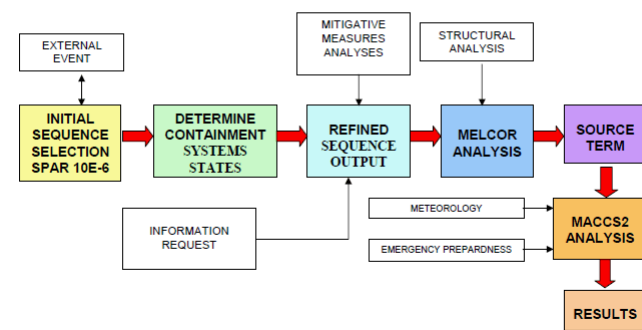 EXTERNAL
EVENT
MITIGATIVE
MEASURES
ANALYSES
STRUCTURAL
ANALYSIS
INITIAL
SEQUENCE
SELECTION
SPAR 10E-6
DETERMINE
CONTAINMENT
SYSTEMS
STATES
REFINED
SEQUENCE
OUTPUT
MELCOR
ANALYSIS
SOURCE
TERM
INFORMATION
REQUEST
METEOROLOGY
EMERGENCY PREPARDNESS
MACCS2
ANALYSIS
RESULTS